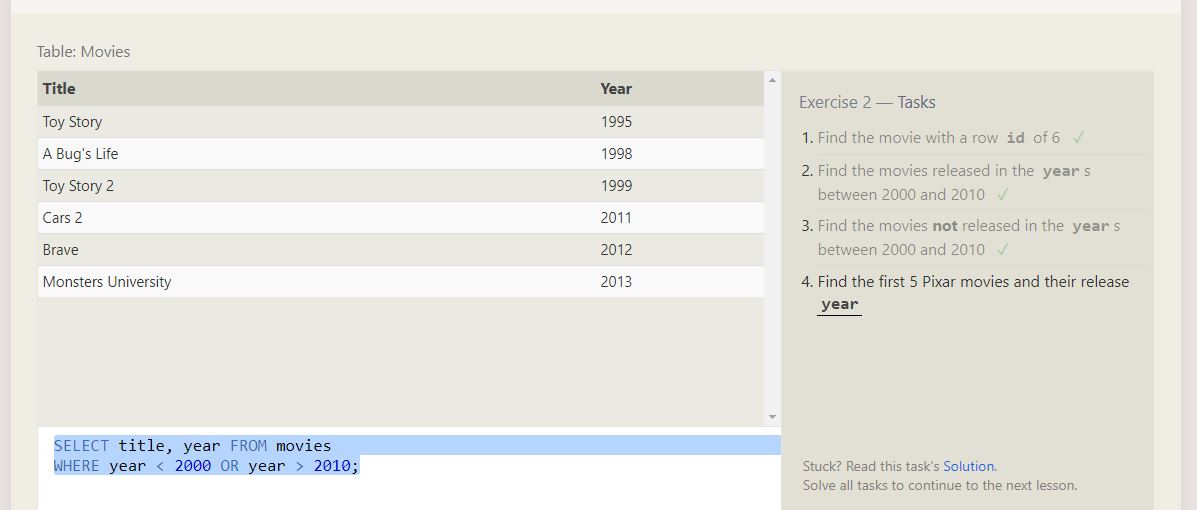 Table: Movies
Title Year
Toy Story 1995
A Bug's Life 1998
Toy Story 2 1999
Cars 2 2011
Brave 2012
Monsters University 2013
SELECT title, year FROM movies
WHERE year < 2000 OR year > 2010;
Exercise 2 — Tasks
1. Find the movie with a row id of 6 ✓
2. Find the movies released in the year s
between 2000 and 2010 ✓
3. Find the movies not released in the year s
between 2000 and 2010 ✓
4. Find the first 5 Pixar movies and their release
year
Stuck? Read this task's Solution.
Solve all tasks to continue to the next lesson.